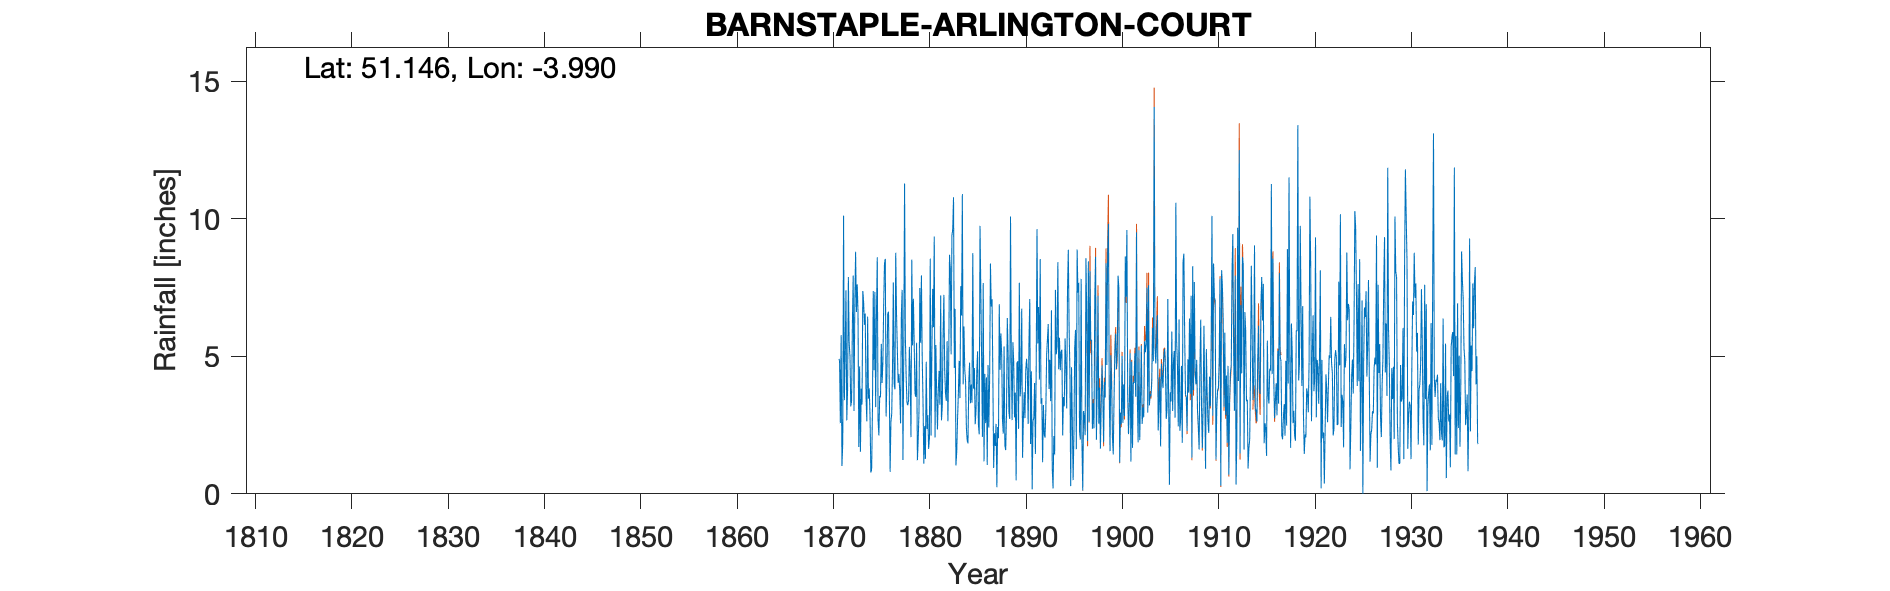 BARNSTAPLE-ARLINGTON-COURT
Lat: 51.146, Lon: -3.990
15
10
5
0
Rainfall [inches]
1810 1820 1830 1840 1850 1860 1870 1880 1890 1900 1910 1920 1930 1940 1950 1960
Year